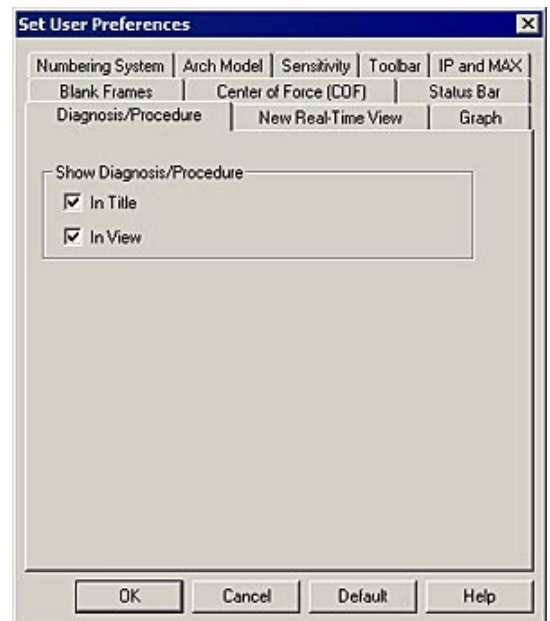 Set User Preferences
Numbering System Arch Model Sensitivity Toolbar IP and MAX
Blank Frames Center of Force (COF) Status Bar
Diagnosis/Procedure New Real-Time View Graph
Show Diagnosis/Procedure
In Title
In View
OK Cancel Default Help